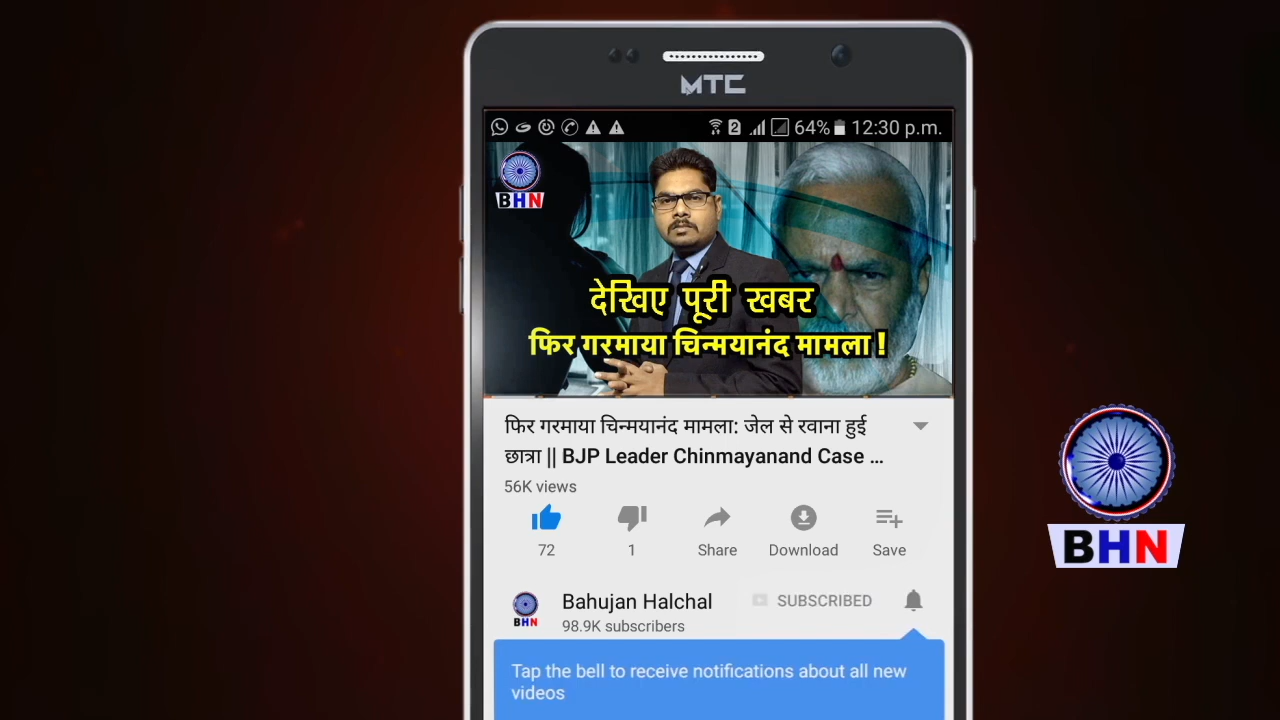 MTC
2 64% 12:30 p.m.
BHN
देखिए पूरी खबर
फिर गरमाया चिन्मयानंद मामला !
फिर गरमाया चिन्मयानंद मामला: जेल से रवाना हुई
छात्रा || BJP Leader Chinmayanand Case ...
56K views
72 1 Share Download Save
Bahujan Halchal SUBSCRIBED
BHN 98.9K subscribers
Tap the bell to receive notifications about all new
videos
BHN